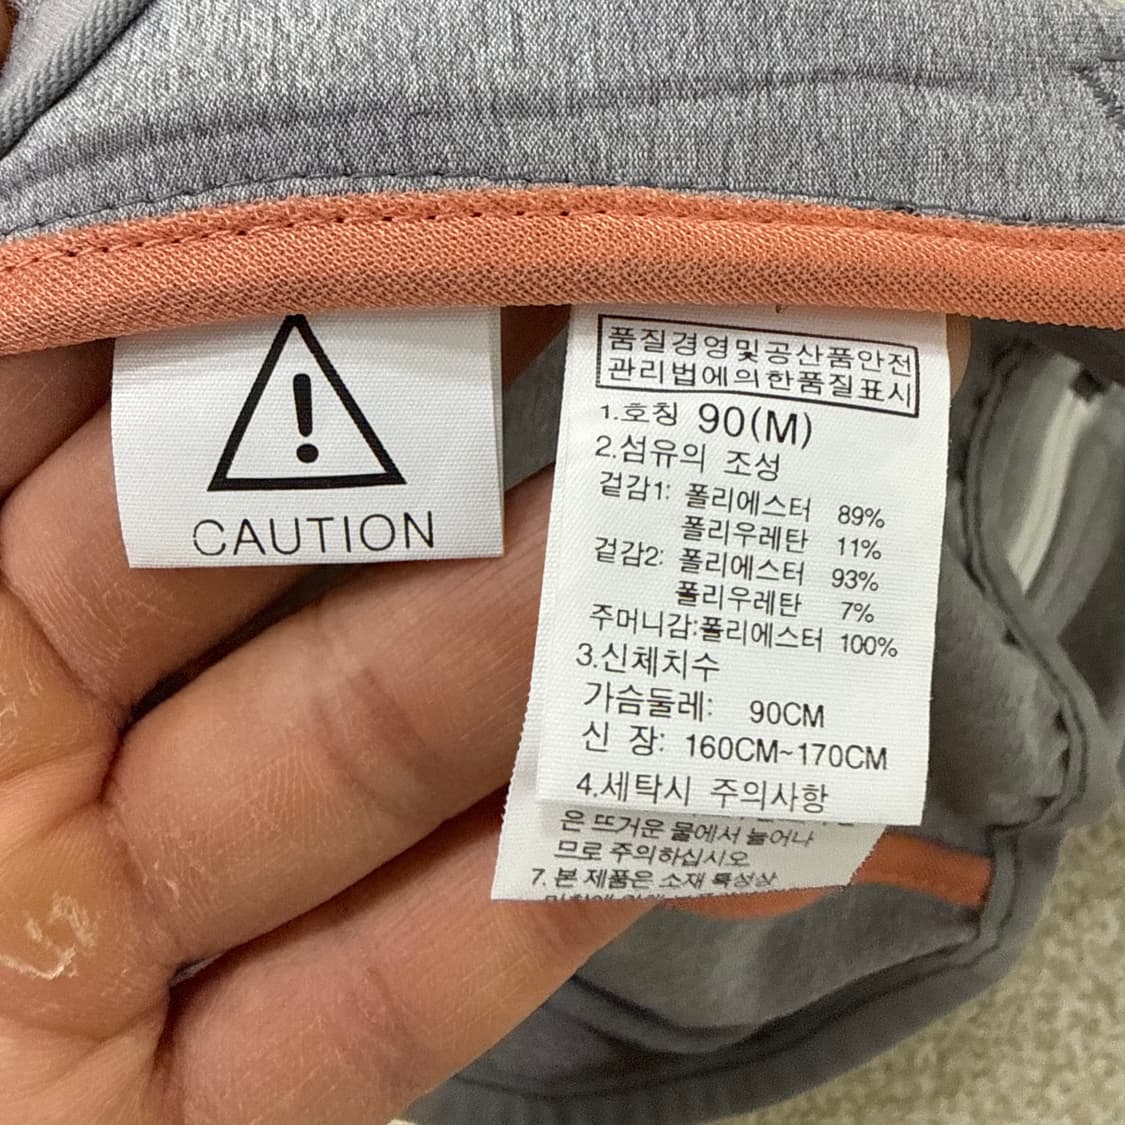 CAUTION
품질경영및공산품안전
관리법에의한품질표시
1.호칭 90(M)
2.섬유의 조성
겉감1: 폴리에스터 89%
폴리우레탄 11%
겉감2: 폴리에스터 93%
폴리우레탄 7%
주머니감:폴리에스터 100%
3.신체치수
가슴둘레: 90CM
신 장: 160CM~170CM
4.세탁시 주의사항
은 뜨거운 물에서 늘어나
므로 주의하십시오
7. 본 제품은 소재 특성상